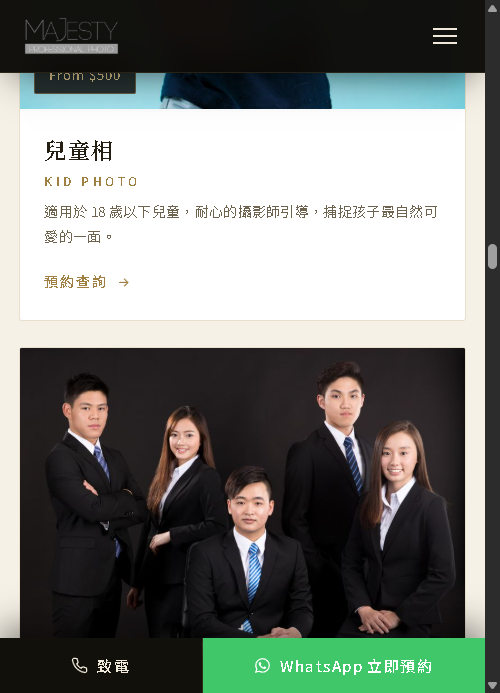 MAJESTY
PROFESSIONAL PHOTO
From $500
兒童相
KID PHOTO
適用於 18 歲以下兒童，耐心的攝影師引導，捕捉孩子最自然可
愛的一面。
預約查詢 →
致電
WhatsApp 立即預約